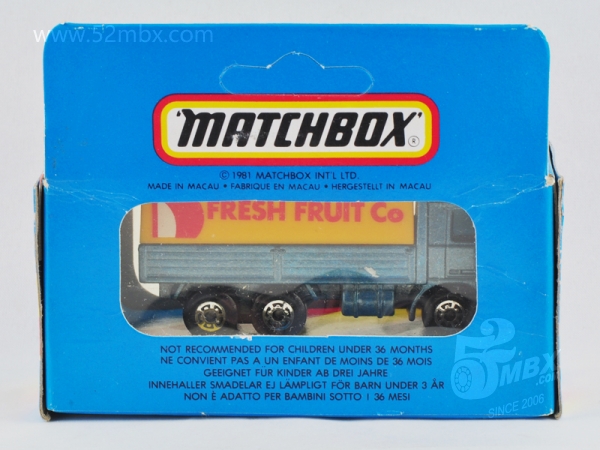 www.52mbx.com
"MATCHBOX"
®
© 1981 MATCHBOX INT'L LTD.
MADE IN MACAU • FABRIQUE EN MACAU • HERGESTELLT IN MACAU
FRESH FRUIT Co
NOT RECOMMENDED FOR CHILDREN UNDER 36 MONTHS
NE CONVIENT PAS A UN ENFANT DE MOINS DE 36 MOIS
GEEIGNET FUR KINDER AB DREI JAHRE
INNEHALLER SMADELAR EJ LÄMPLIGT FÖR BARN UNDER 3 ÅR
NON È ADATTO PER BAMBINI SOTTO I 36 MESI
52
MBX.com
SINCE 2006